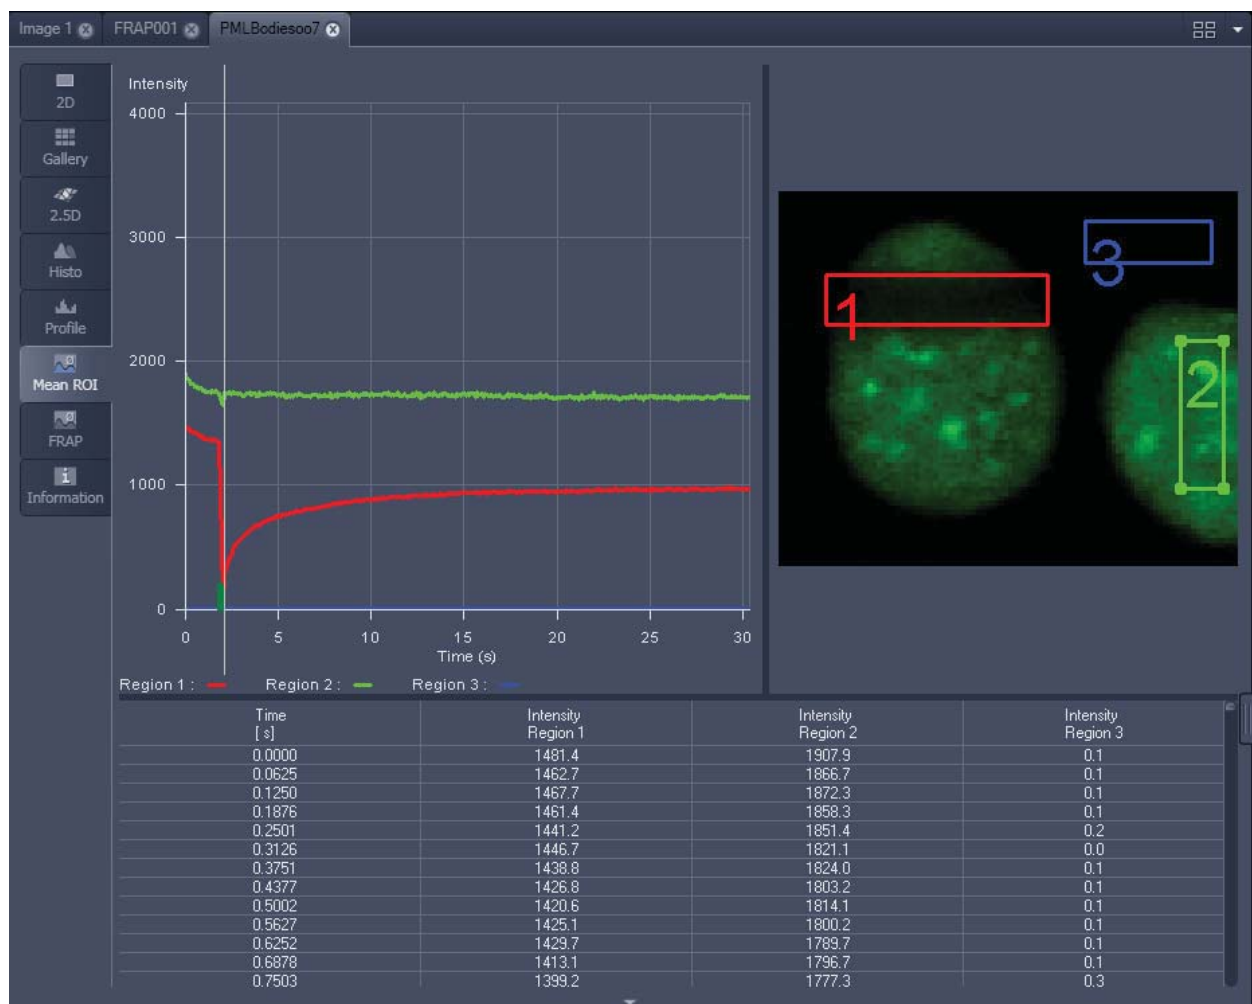 Image 1 FRAP001 PMLBodiesoo7
2D
Gallery
2.5D
Histo
Profile
Mean ROI
FRAP
Information
Intensity
4000
3000
2000
1000
0
0 5 10 15 20 25 30
Time (s)
Region 1 : Region 2 : Region 3 :
1
2
3
Time Intensity Intensity Intensity
[ s] Region 1 Region 2 Region 3
0.0000 1481.4 1907.9 0.1
0.0625 1462.7 1866.7 0.1
0.1250 1467.7 1872.3 0.1
0.1876 1461.4 1858.3 0.1
0.2501 1441.2 1851.4 0.2
0.3126 1446.7 1821.1 0.0
0.3751 1438.8 1824.0 0.1
0.4377 1426.8 1803.2 0.1
0.5002 1420.6 1814.1 0.1
0.5627 1425.1 1800.2 0.1
0.6252 1429.7 1789.7 0.1
0.6878 1413.1 1796.7 0.1
0.7503 1399.2 1777.3 0.3